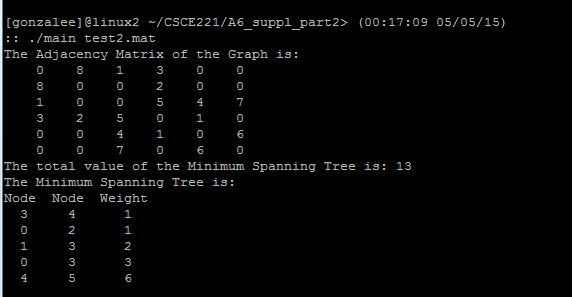 [gonzalee]@linux2 ~/CSCE221/A6_suppl_part2> (00:17:09 05/05/15)
:: ./main test2.mat
The Adjacency Matrix of the Graph is:
0 8 1 3 0 0
8 0 0 2 0 0
1 0 0 5 4 7
3 2 5 0 1 0
0 0 4 1 0 6
0 0 7 0 6 0
The total value of the Minimum Spanning Tree is: 13
The Minimum Spanning Tree is:
Node Node Weight
3 4 1
0 2 1
1 3 2
0 3 3
4 5 6